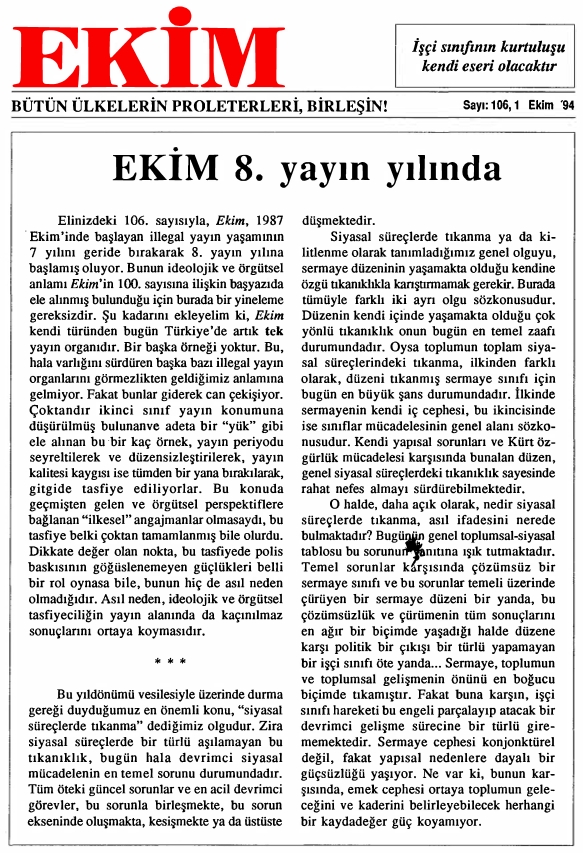 EKİM
İşçi sınıfının kurtuluşu
kendi eseri olacaktır
BÜTÜN ÜLKELERİN PROLETERLERİ, BİRLEŞİN!
Sayı: 106, 1 Ekim '94
EKİM 8. yayın yılında
Elinizdeki 106. sayısıyla, Ekim, 1987
Ekim'inde başlayan illegal yayın yaşamının
7 yılını geride bırakarak 8. yayın yılına
başlamış oluyor. Bunun ideolojik ve örgütsel
anlamı Ekim'in 100. sayısına ilişkin başyazıda
ele alınmış bulunduğu için burada bir yineleme
gereksizdir. Şu kadarını ekleyelim ki, Ekim
kendi türünden bugün Türkiye'de artık tek
yayın organıdır. Bir başka örneği yoktur. Bu,
hala varlığını sürdüren başka bazı illegal yayın
organlarını görmezlikten geldiğimiz anlamına
gelmiyor. Fakat bunlar giderek can çekişiyor.
Çoktandır ikinci sınıf yayın konumuna
düşürülmüş bulunanve adeta bir “yük” gibi
ele alınan bu bir kaç örnek, yayın periyodu
seyreltilerek ve düzensizleştirilerek, yayın
kalitesi kaygısı ise tümden bir yana bırakılarak,
gitgide tasfiye ediliyorlar. Bu konuda
geçmişten gelen ve örgütsel perspektiflere
bağlanan “ilkesel” angajmanlar olmasaydı, bu
tasfiye belki çoktan tamamlanmış bile olurdu.
Dikkate değer olan nokta, bu tasfiyede polis
baskısının göğüslenemeyen güçlükleri belli
bir rol oynasa bile, bunun hiç de asıl neden
olmadığıdır. Asıl neden, ideolojik ve örgütsel
tasfiyeciliğin yayın alanında da kaçınılmaz
sonuçlarını ortaya koymasıdır.
* * *
Bu yıldönümü vesilesiyle üzerinde durma
gereği duyduğumuz en önemli konu, “siyasal
süreçlerde tıkanma” dediğimiz olgudur. Zira
siyasal süreçlerde bir türlü aşılamayan bu
tıkanıklık, bugün hala devrimci siyasal
mücadelenin en temel sorunu durumundadır.
Tüm öteki güncel sorunlar ve en acil devrimci
görevler, bu sorunla birleşmekte, bu sorun
ekseninde oluşmakta, kesişmekte ya da üstüste
düşmektedir.
Siyasal süreçlerde tıkanma ya da ki-
litlenme olarak tanımladığımız genel olguyu,
sermaye düzeninin yaşamakta olduğu kendine
özgü tıkanıklıkla karıştırmamak gerekir. Burada
tümüyle farklı iki ayrı olgu sözkonusudur.
Düzenin kendi içinde yaşamakta olduğu çok
yönlü tıkanıklık onun bugün en temel zaafı
durumundadır. Oysa toplumun toplam siya-
sal süreçlerindeki tıkanma, ilkinden farklı
olarak, düzeni tıkanmış sermaye sınıfı için
bugün en büyük şans durumundadır. İlkinde
sermayenin kendi iç cephesi, bu ikincisinde
ise sınıflar mücadelesinin genel alanı sözko-
nusudur. Kendi yapısal sorunları ve Kürt öz-
gürlük mücadelesi karşısında bunalan düzen,
genel siyasal süreçlerdeki tıkanıklık sayesinde
rahat nefes almayı sürdürebilmektedir.
O halde, daha açık olarak, nedir siyasal
süreçlerde tıkanma, asıl ifadesini nerede
bulmaktadır? Bugünün genel toplumsal-siyasal
tablosu bu sorunun yanıtına ışık tutmaktadır.
Temel sorunlar karşısında çözümsüz bir
sermaye sınıfı ve bu sorunlar temeli üzerinde
çürüyen bir sermaye düzeni bir yanda, bu
çözümsüzlük ve çürümenin tüm sonuçlarını
en ağır bir biçimde yaşadığı halde düzene
karşı politik bir çıkışı bir türlü yapamayan
bir işçi sınıfı öte yanda... Sermaye, toplumun
ve toplumsal gelişmenin önünü en boğucu
biçimde tıkamıştır. Fakat buna karşın, işçi
sınıfı hareketi bu engeli parçalayıp atacak bir
devrimci gelişme sürecine bir türlü gire-
memektedir. Sermaye cephesi konjonktürel
değil, fakat yapısal nedenlere dayalı bir
güçsüzlüğü yaşıyor. Ne var ki, bunun kar-
şısında, emek cephesi ortaya toplumun gele-
ceğini ve kaderini belirleyebilecek herhangi
bir kaydadeğer güç koyamıyor.